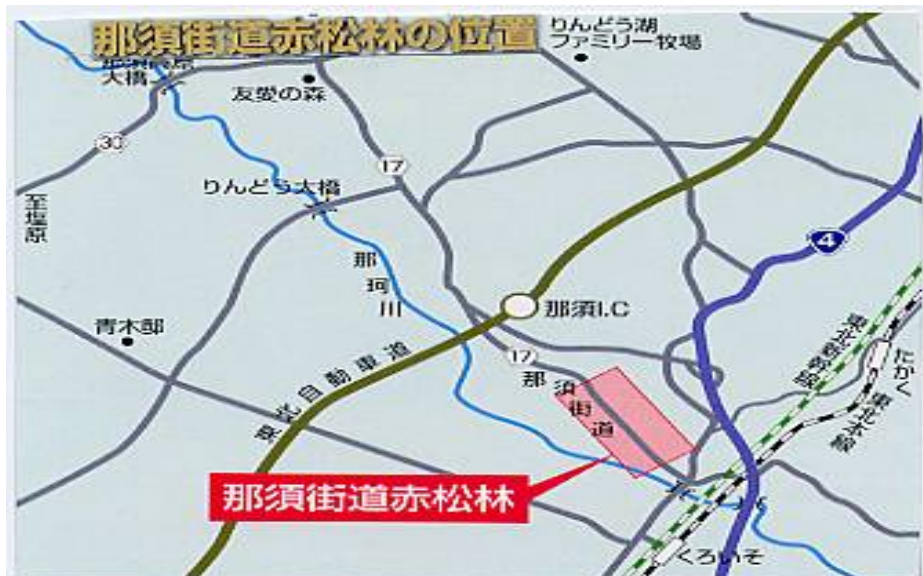 那須街道赤松林の位置
りんどう湖
ファミリー牧場
大橋
友愛の森
30
17
りんどう大橋
至塩原
4
那珂川
那須I.C
青木邸
17
東北自動車道
那須街道
東北新幹線
たかく
東北本線
那須街道赤松林
くろいそ